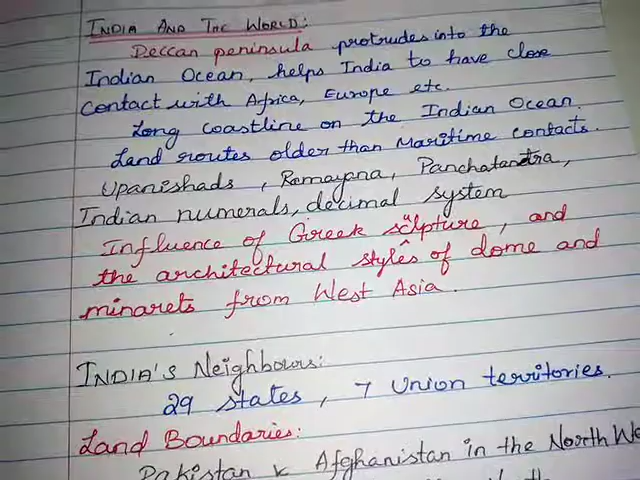 INDIA AND THE WORLD:
Deccan peninsula protrudes into the
Indian Ocean, helps India to have close
contact with Africa, Europe etc.
Long coastline on the Indian Ocean.
Land routes older than Maritime contacts.
Upanishads, Ramayana, Panchatandra,
Indian numerals, decimal system
Influence of Greek sculpture, and
the architectural styles of dome and
minarets from West Asia.
INDIA'S Neighbours:
29 states, 7 Union territories.
Land Boundaries:
Pakistan & Afghanistan in the North We